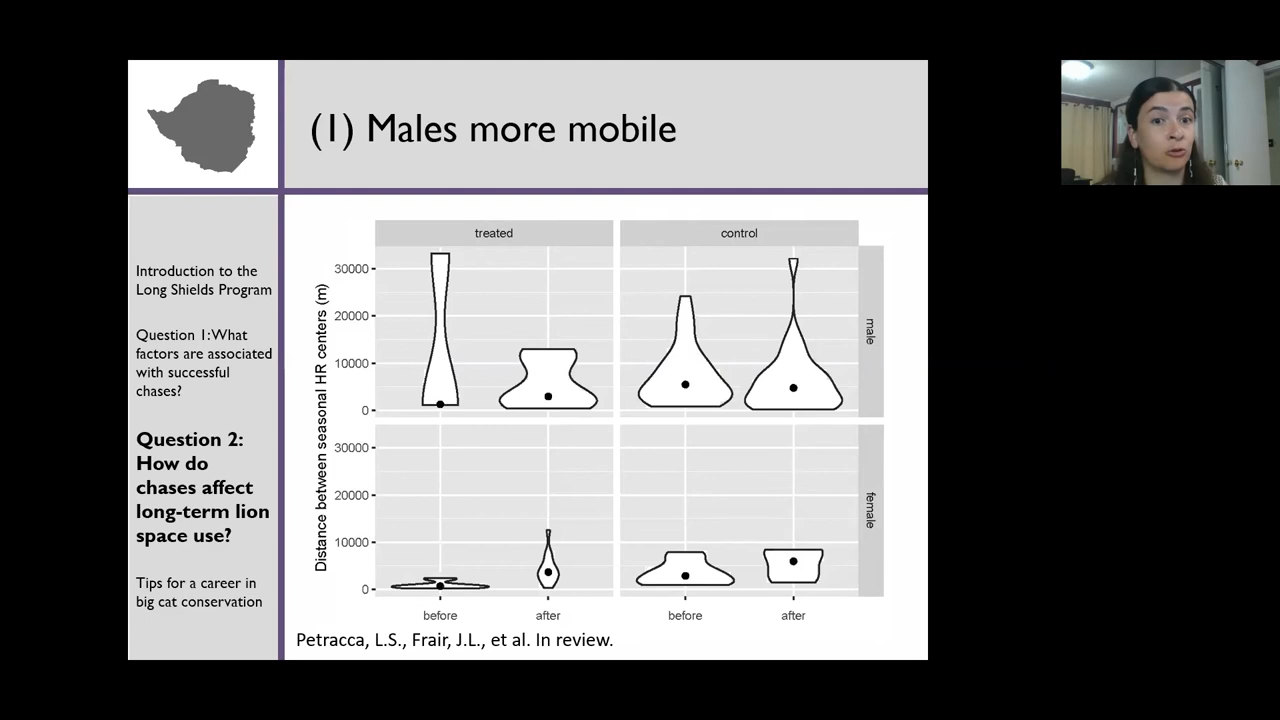 (1) Males more mobile
Introduction to the
Long Shields Program
Question 1: What
factors are associated
with successful
chases?
Question 2:
How do
chases affect
long-term lion
space use?
Tips for a career in
big cat conservation
treated
control
Distance between seasonal HR centers (m)
30000
20000
10000
0
male
30000
20000
10000
0
female
before
after
before
after
Petracca, L.S., Frair, J.L., et al. In review.